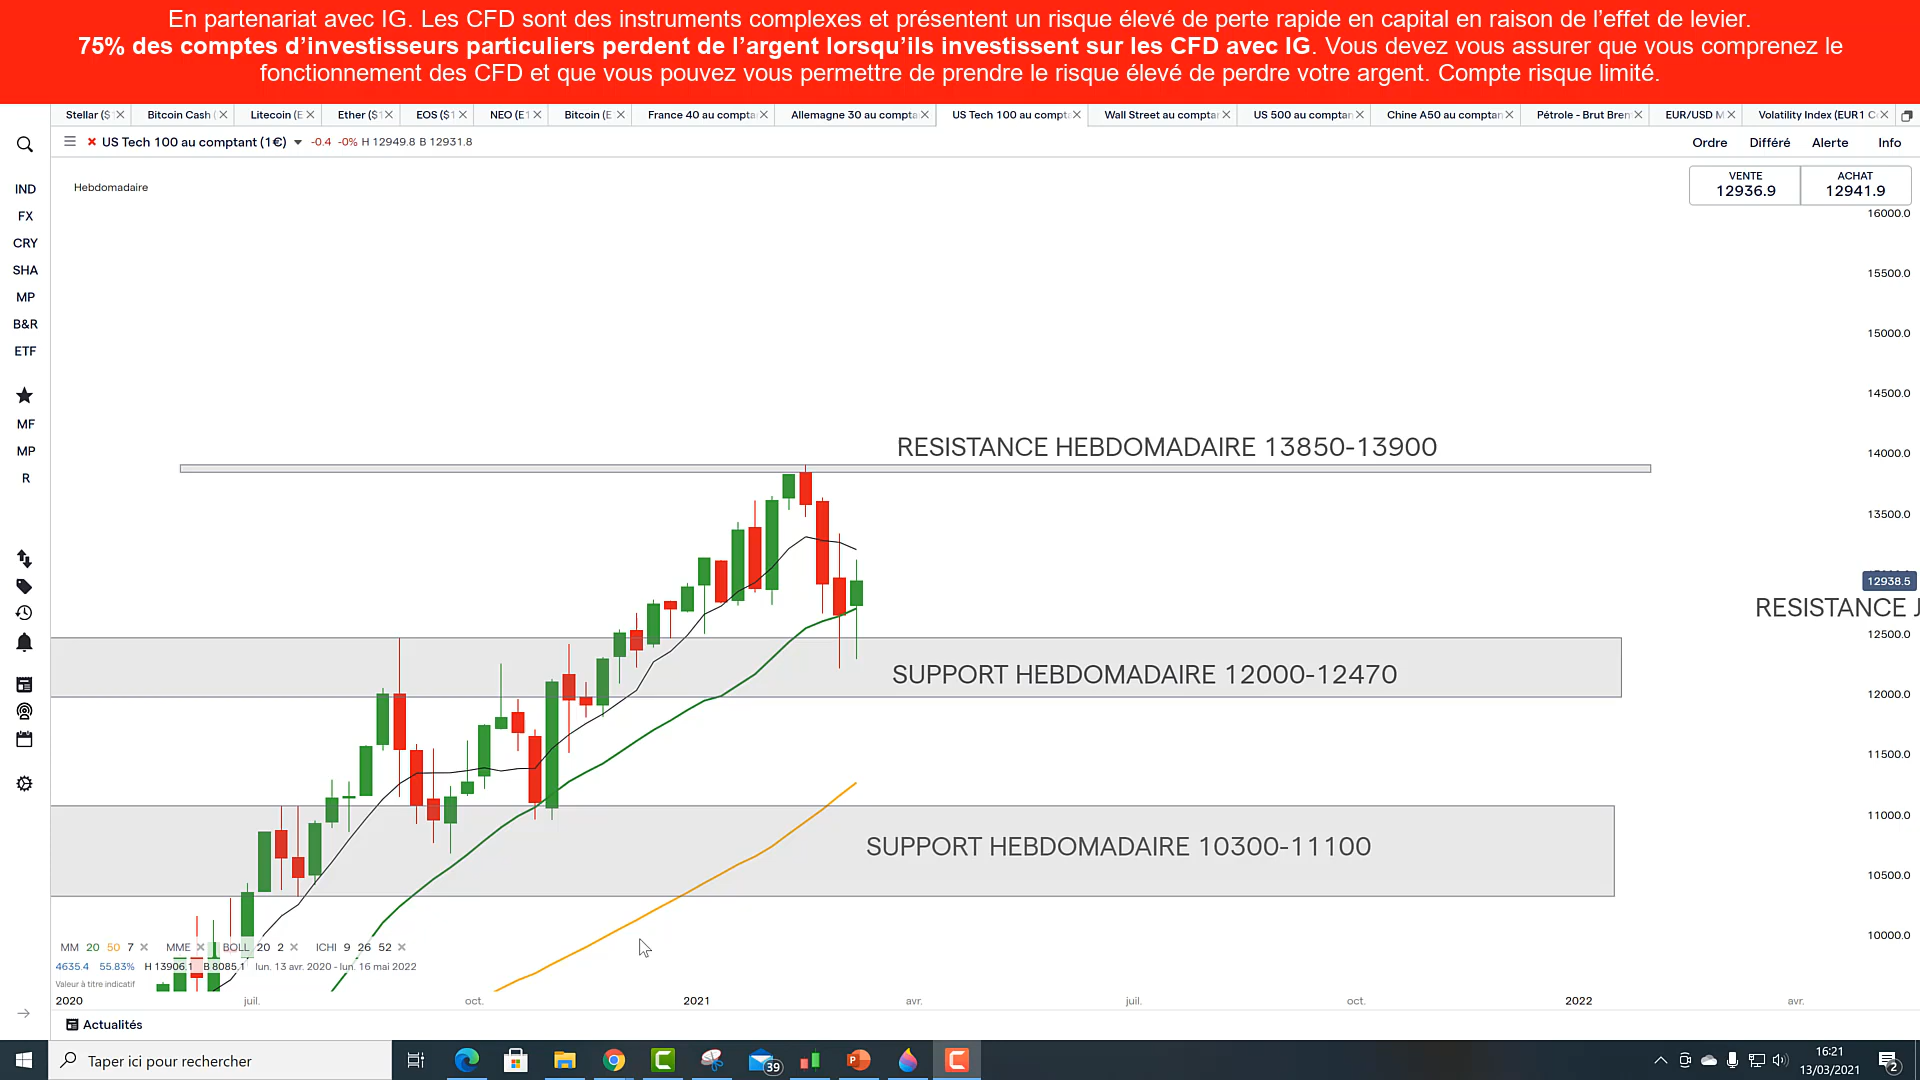 En partenariat avec IG. Les CFD sont des instruments complexes et présentent un risque élevé de perte rapide en capital en raison de l’effet de levier.
75% des comptes d’investisseurs particuliers perdent de l’argent lorsqu’ils investissent sur les CFD avec IG. Vous devez vous assurer que vous comprenez le
fonctionnement des CFD et que vous pouvez vous permettre de prendre le risque élevé de perdre votre argent. Compte risque limité.
Stellar ($ Bitcoin Cash ( Litecoin (E Ether ($1 EOS ($1 NEO (E1 Bitcoin (E France 40 au compta Allemagne 30 au compta US Tech 100 au compt Wall Street au comptar US 500 au comptan Chine A50 au comptan Pétrole - Brut Bren EUR/USD M Volatility Index (EUR1 C
US Tech 100 au comptant (1€) -0.4 -0% H 12949.8 B 12931.8 Ordre Différé Alerte Info
Hebdomadaire
VENTE ACHAT
12936.9 12941.9
IND
FX
CRY
SHA
MP
B&R
ETF
MF
MP
R
16000.0
15500.0
15000.0
14500.0
RESISTANCE HEBDOMADAIRE 13850-13900
14000.0
13500.0
12938.5
RESISTANCE J
12500.0
SUPPORT HEBDOMADAIRE 12000-12470
12000.0
11500.0
11000.0
SUPPORT HEBDOMADAIRE 10300-11100
10500.0
10000.0
MM 20 50 7 MME BOLL 20 2 ICHI 9 26 52
4635.4 55.83% H 13906.1 B 8085.1 lun. 13 avr. 2020 - lun. 16 mai 2022
Valeur à titre indicatif
2020 juil. oct. 2021 avr. juil. oct. 2022 avr.
Actualités
Taper ici pour rechercher
39
16:21
13/03/2021
2